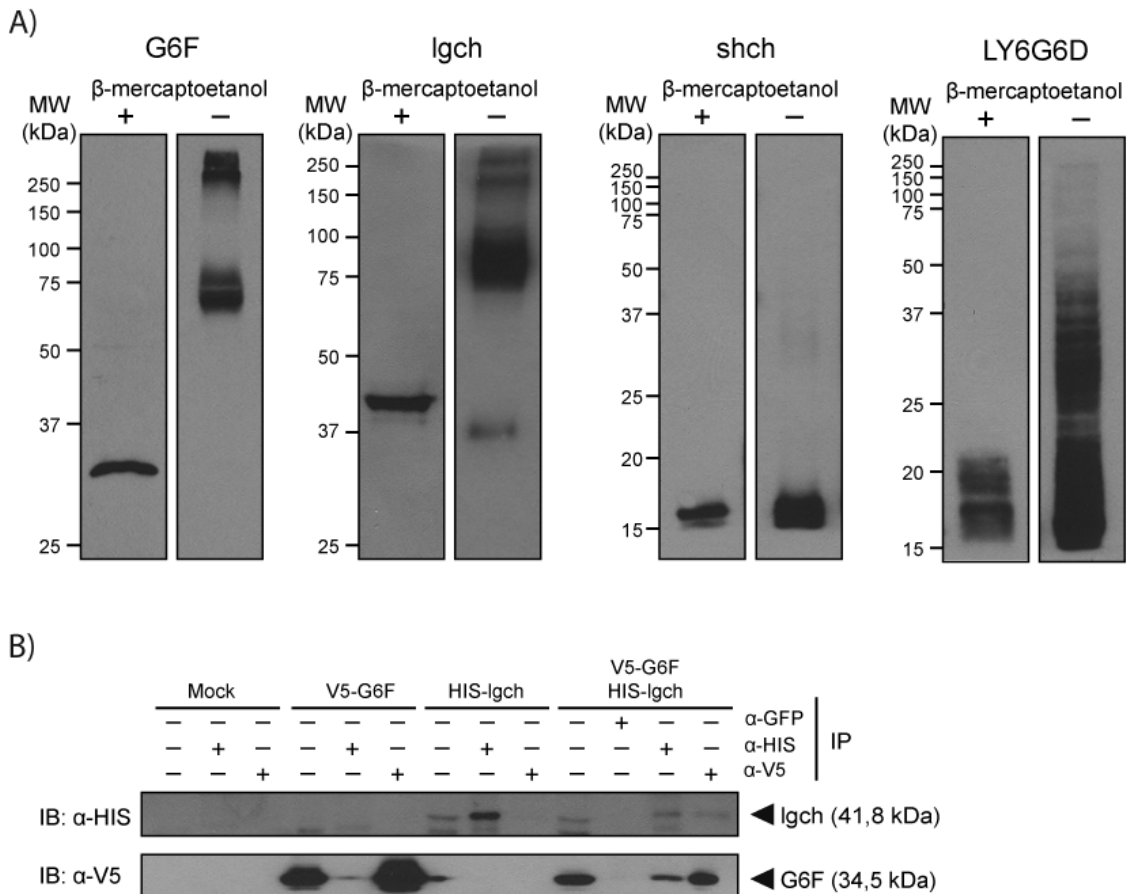 A)
G6F
β-mercaptoetanol
MW
(kDa)
+ −
250
150
100
75
50
37
25
lgch
β-mercaptoetanol
MW
(kDa)
+ −
250
150
100
75
50
37
25
shch
β-mercaptoetanol
MW
(kDa)
+ −
250
150
100
75
50
37
25
20
15
LY6G6D
β-mercaptoetanol
MW
(kDa)
+ −
250
150
100
75
50
37
25
20
15
B)
Mock V5-G6F HIS-lgch V5-G6F
HIS-lgch
− − − − − − − − − − + − − α-GFP
− + − − + − − + − − − + − α-HIS
− − + − − + − − + − − − + α-V5
IP
IB: α-HIS lgch (41,8 kDa)
IB: α-V5 G6F (34,5 kDa)